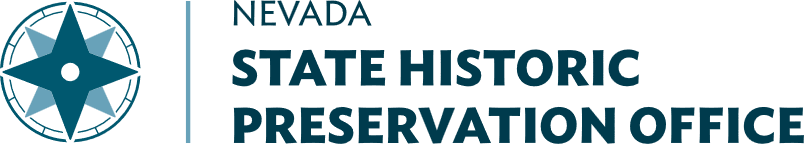 NEVADA
STATE HISTORIC
PRESERVATION OFFICE